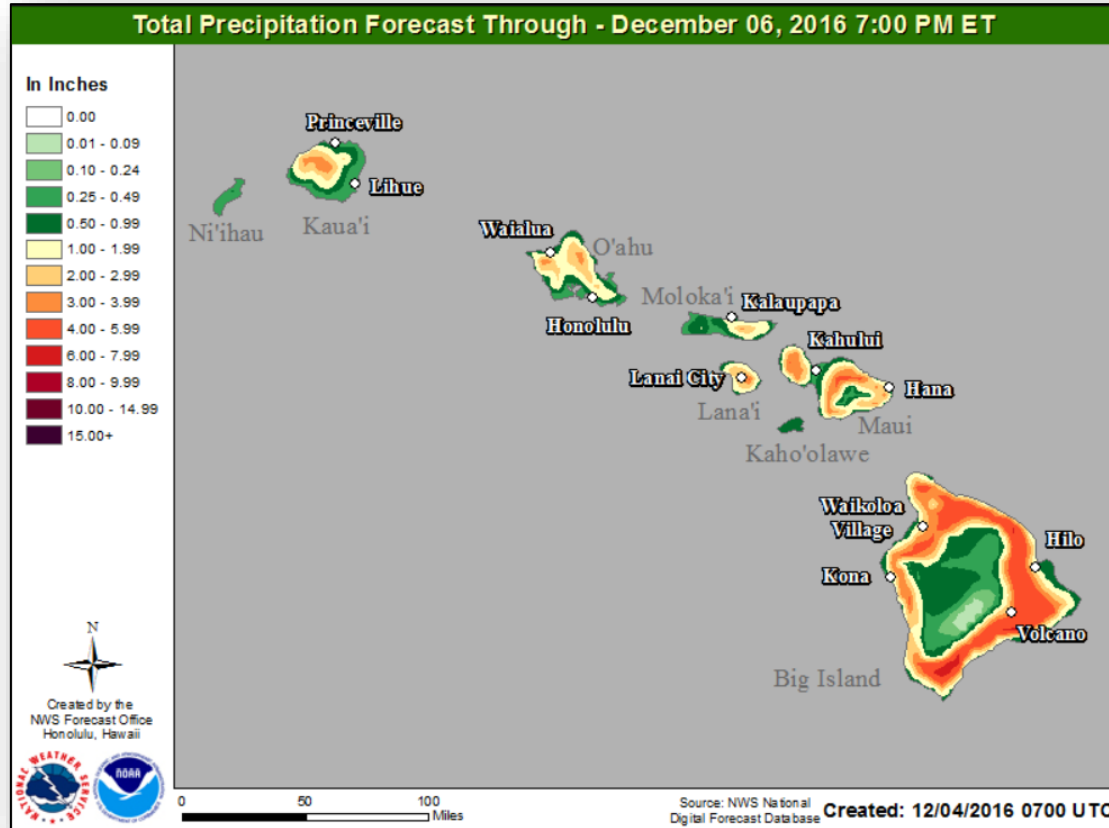 Total Precipitation Forecast Through - December 06, 2016 7:00 PM ET
In Inches
0.00
0.01 - 0.09
0.10 - 0.24
0.25 - 0.49
0.50 - 0.99
1.00 - 1.99
2.00 - 2.99
3.00 - 3.99
4.00 - 5.99
6.00 - 7.99
8.00 - 9.99
10.00 - 14.99
15.00+
Princeville
Lihue
Ni'ihau
Kaua'i
Waialua
O'ahu
Honolulu
Moloka'i
Kalaupapa
Kahului
Lanai City
Hana
Lana'i
Maui
Kaho'olawe
Waikoloa
Village
Hilo
Kona
Volcano
Big Island
N
Created by the
NWS Forecast Office
Honolulu, Hawaii
NATIONAL WEATHER SERVICE
NOAA
0 50 100
Miles
Source: NWS National
Digital Forecast Database
Created: 12/04/2016 0700 UTC